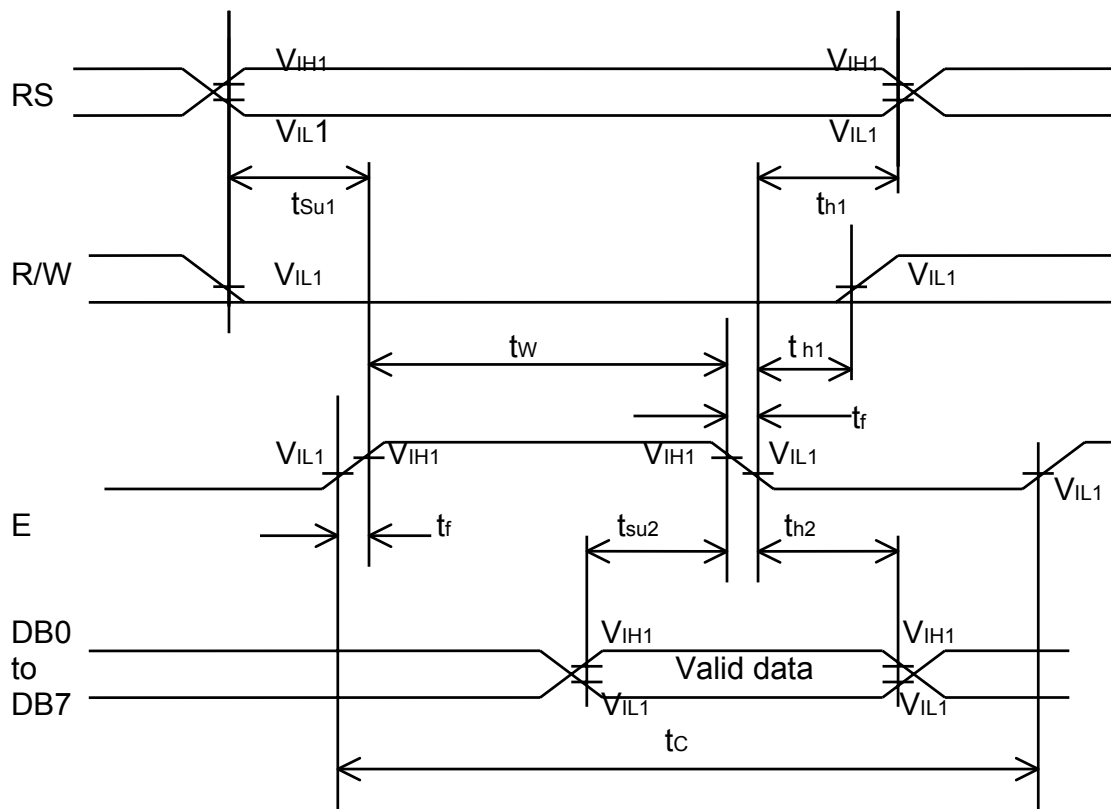 VIH1 VIH1
RS
VIL1 VIL1
tSu1 th1
R/W VIL1 VIL1
tW th1
tf
VIL1 VIH1 VIH1 VIL1 VIL1
E tf tsu2 th2
DB0 VIH1 VIH1
to Valid data
DB7 VIL1 VIL1
tC